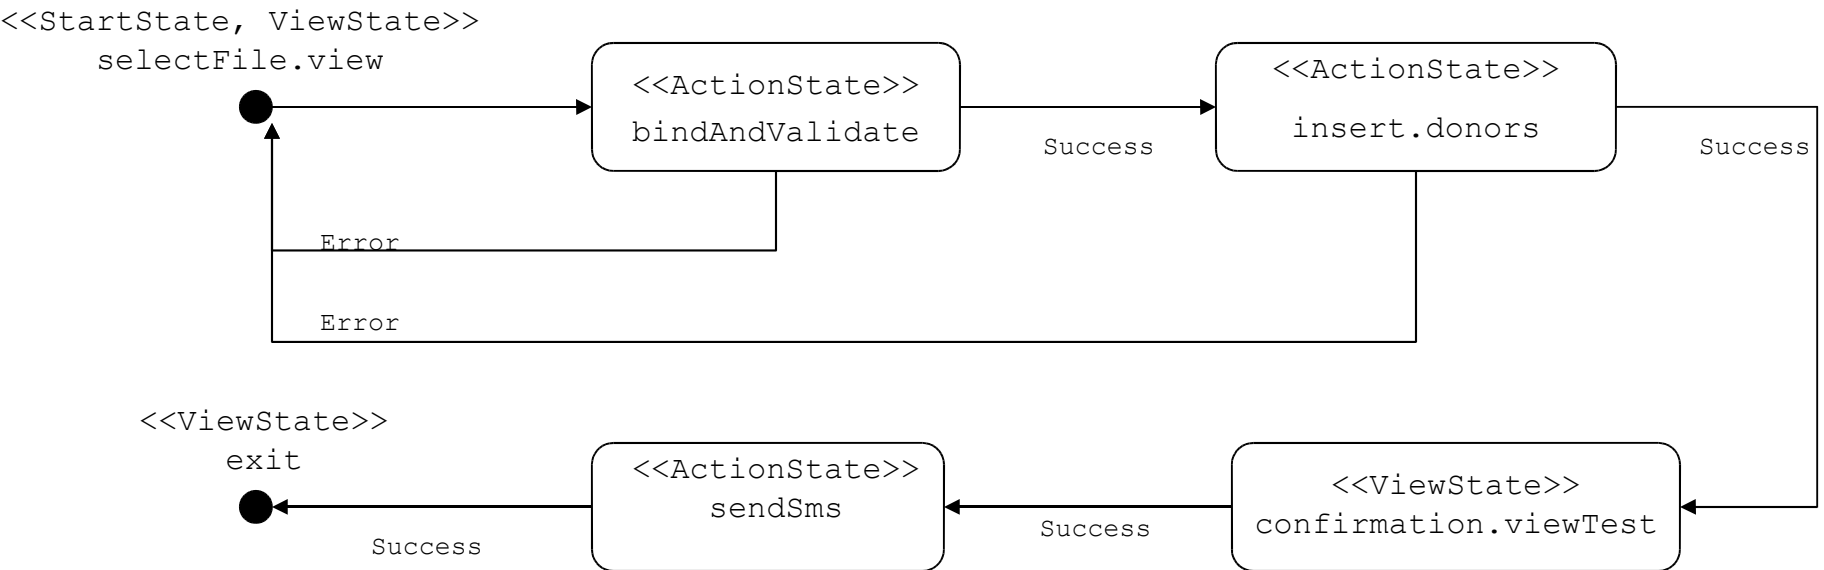 <<StartState, ViewState>>
selectFile.view
<<ActionState>>
bindAndValidate
Success
<<ActionState>>
insert.donors
Success
Error
Error
<<ViewState>>
exit
Success
<<ActionState>>
sendSms
Success
<<ViewState>>
confirmation.viewTest